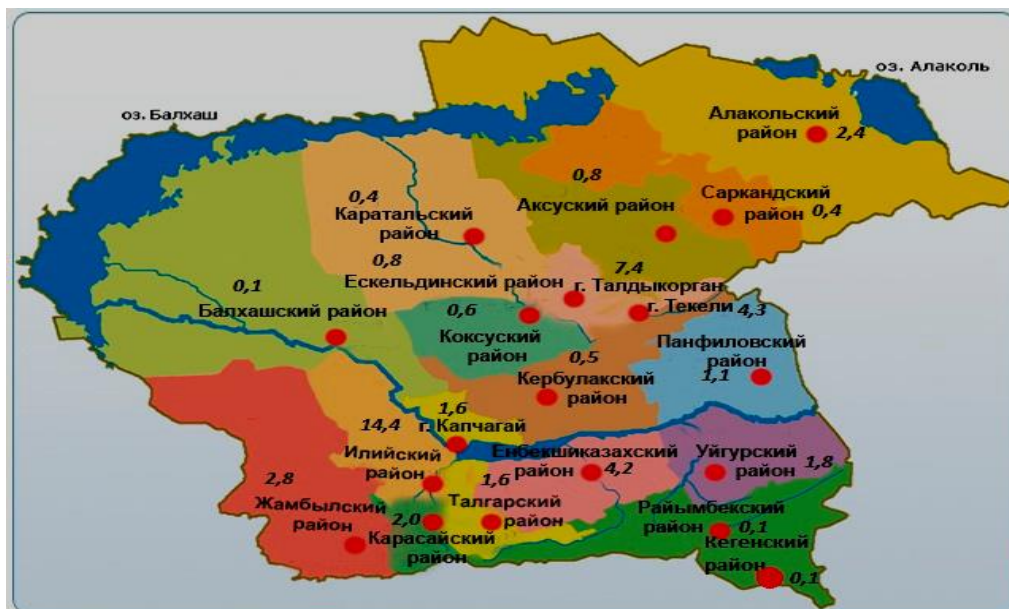 оз. Алаколь
оз. Балхаш
Алакольский
район
2,4
0,8
Саркандский
район
0,4
0,4
Каратальский
район
Аксуский район
0,8
Ескельдинский район
7,4
г. Талдыкорган
г. Текели
4,3
0,1
Балхашский район
0,6
Коксуский
район
Панфиловский
район
1,1
0,5
Кербулакский
район
1,6
г. Капчагай
14,4
Илийский
район
Енбекшиказахский
район
4,2
Уйгурский
район
1,8
2,8
Жамбылский
район
1,6
Талгарский
район
2,0
Карасайский
район
Райымбекский
район
0,1
Кегенский
район
0,1